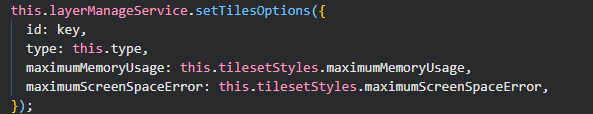 this.layerManageService.setTilesOptions({
  id: key,
  type: this.type,
  maximumMemoryUsage: this.tilesetStyles.maximumMemoryUsage,
  maximumScreenSpaceError: this.tilesetStyles.maximumScreenSpaceError,
});